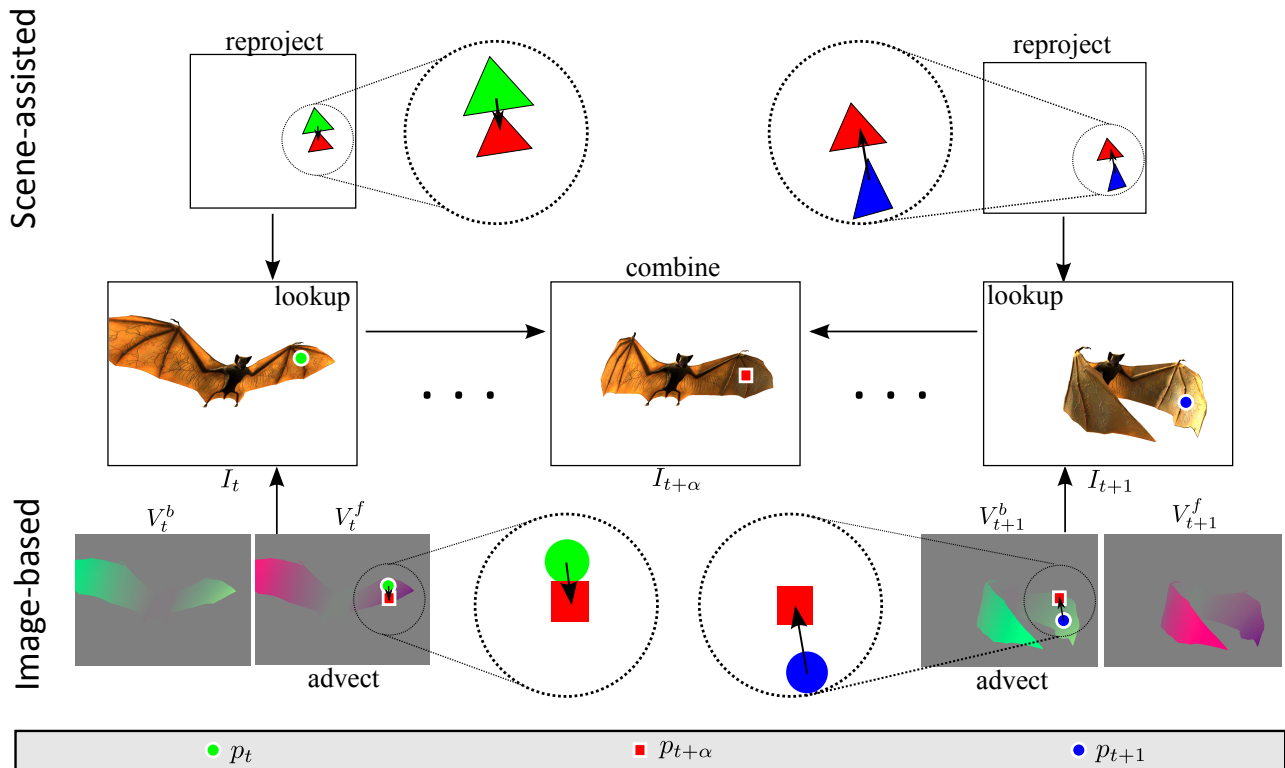 Scene-assisted
reproject
reproject
lookup
combine
lookup
I_t
I_{t+α}
I_{t+1}
Image-based
V_t^b
V_t^f
V_{t+1}^b
V_{t+1}^f
advect
advect
p_t
p_{t+α}
p_{t+1}